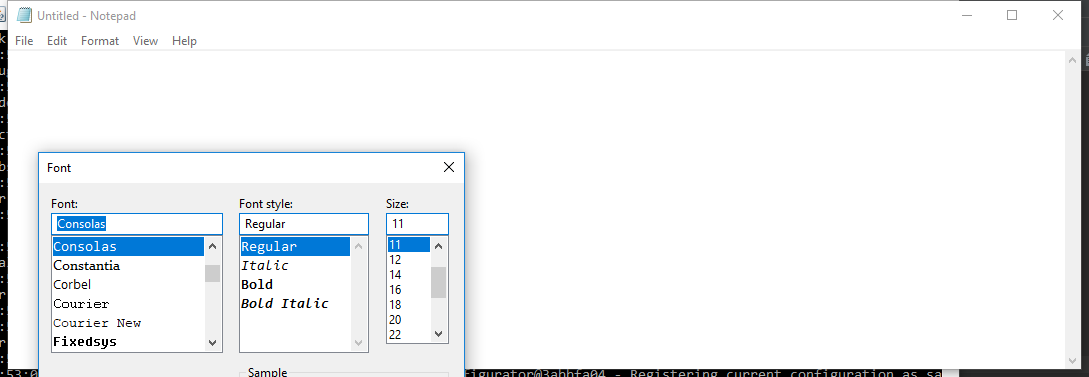 Untitled - Notepad
File Edit Format View Help
Font
Font: Font style: Size:
Consolas Regular 11
Consolas Regular 11
Constantia Italic 12
Corbel Bold 14
Courier Bold Italic 16
Courier New 18
Fixedsys 20
22
Sample
:53:0 figurator@3abbfa04 - Registering current configuration as sa